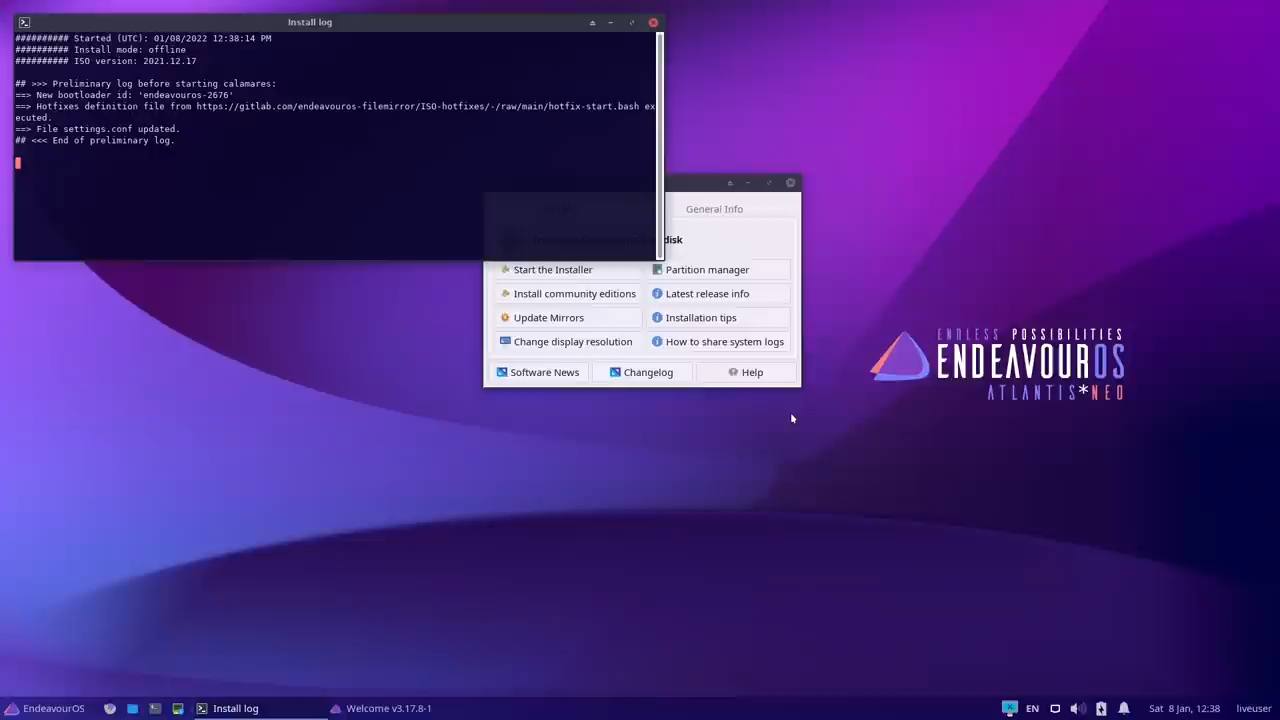 Install log
########## Started (UTC): 01/08/2022 12:38:14 PM
########## Install mode: offline
########## ISO version: 2021.12.17
## >>> Preliminary log before starting calamares:
==> New bootloader id: 'endeavouros-2676'
==> Hotfixes definition file from https://gitlab.com/endeavouros-filemirror/ISO-hotfixes/-/raw/main/hotfix-start.bash ex
ecuted.
==> File settings.conf updated.
## <<< End of preliminary log.
General Info
disk
Start the Installer
Partition manager
Install community editions
Latest release info
Update Mirrors
Installation tips
Change display resolution
How to share system logs
Software News
Changelog
Help
ENDLESS POSSIBILITIES
ENDEAVOUROS
ATLANTIS*NEO
EndeavourOS
Install log
Welcome v3.17.8-1
EN
Sat 8 Jan, 12:38
liveuser